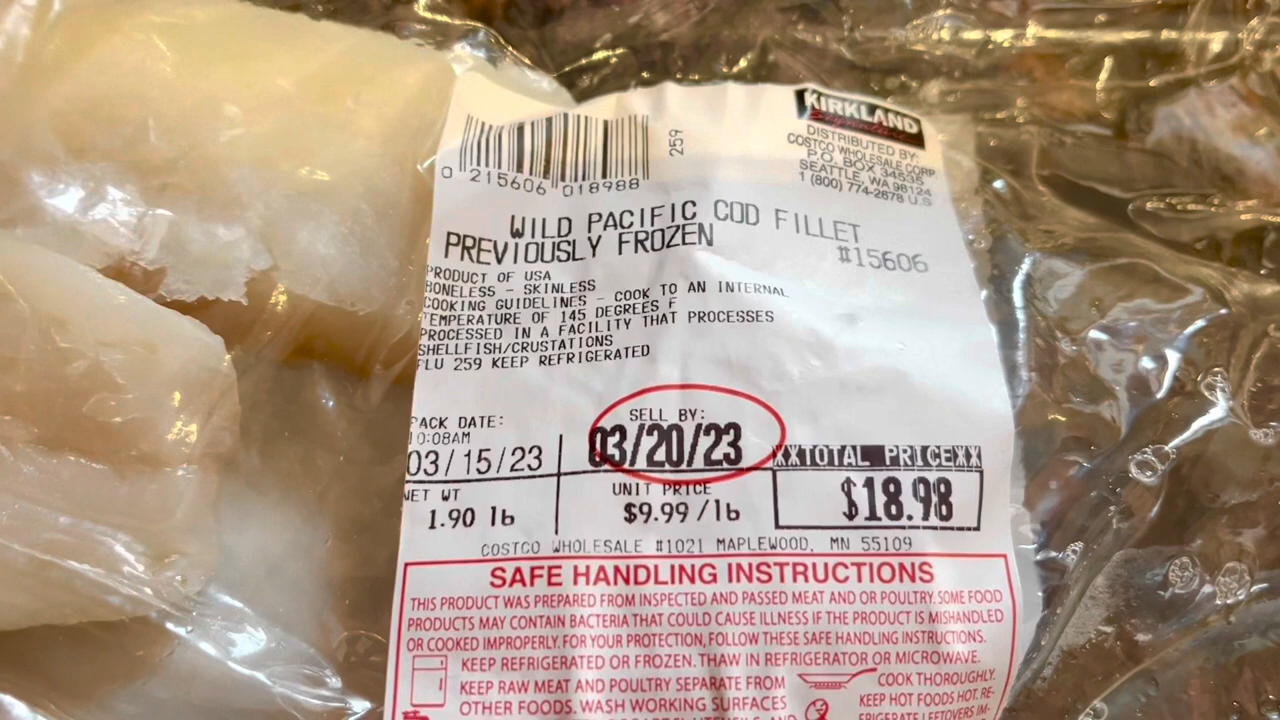 KIRKLAND
Signature
DISTRIBUTED BY:
COSTCO WHOLESALE CORP
P.O. BOX 34535
SEATTLE, WA 98124
1 (800) 774-2678 U.S
259
0 215606 018988
WILD PACIFIC COD FILLET
PREVIOUSLY FROZEN
#15606
PRODUCT OF USA
BONELESS - SKINLESS
COOKING GUIDELINES - COOK TO AN INTERNAL
TEMPERATURE OF 145 DEGREES F
PROCESSED IN A FACILITY THAT PROCESSES
SHELLFISH/CRUSTATIONS
PLU 259 KEEP REFRIGERATED
PACK DATE:
10:08AM
03/15/23
SELL BY:
03/20/23
XXTOTAL PRICEXX
$18.98
NET WT
1.90 lb
UNIT PRICE
$9.99/lb
COSTCO WHOLESALE #1021 MAPLEWOOD, MN 55109
SAFE HANDLING INSTRUCTIONS
THIS PRODUCT WAS PREPARED FROM INSPECTED AND PASSED MEAT AND OR POULTRY. SOME FOOD
PRODUCTS MAY CONTAIN BACTERIA THAT COULD CAUSE ILLNESS IF THE PRODUCT IS MISHANDLED
OR COOKED IMPROPERLY. FOR YOUR PROTECTION, FOLLOW THESE SAFE HANDLING INSTRUCTIONS.
KEEP REFRIGERATED OR FROZEN. THAW IN REFRIGERATOR OR MICROWAVE.
KEEP RAW MEAT AND POULTRY SEPARATE FROM
OTHER FOODS. WASH WORKING SURFACES
COOK THOROUGHLY.
KEEP HOT FOODS HOT. RE-
FRIGERATE LEFTOVERS IM-